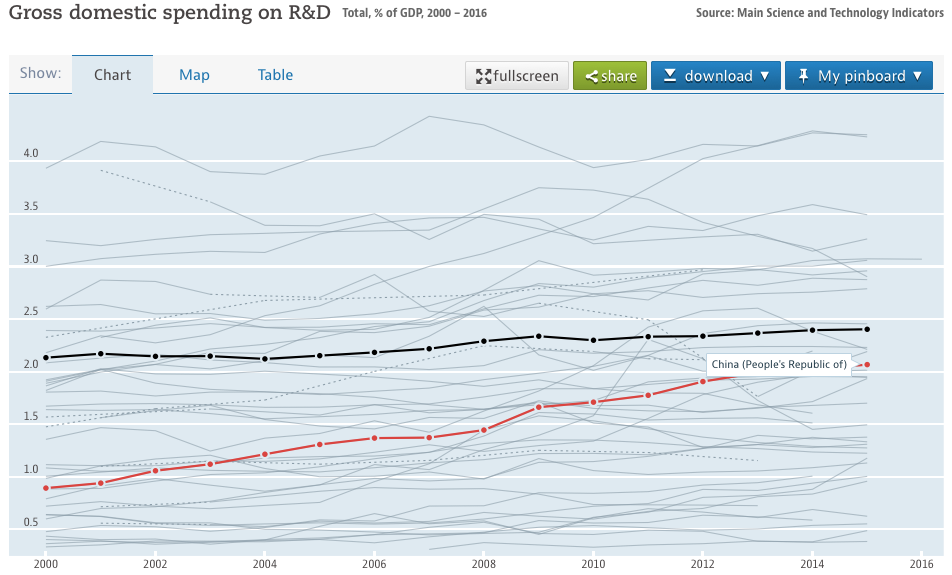 Gross domestic spending on R&D Total, % of GDP, 2000 – 2016 Source: Main Science and Technology Indicators
Show: Chart Map Table fullscreen share download ▼ My pinboard ▼
4.0
3.5
3.0
2.5
2.0
China (People's Republic of)
1.5
1.0
0.5
2000 2002 2004 2006 2008 2010 2012 2014 2016